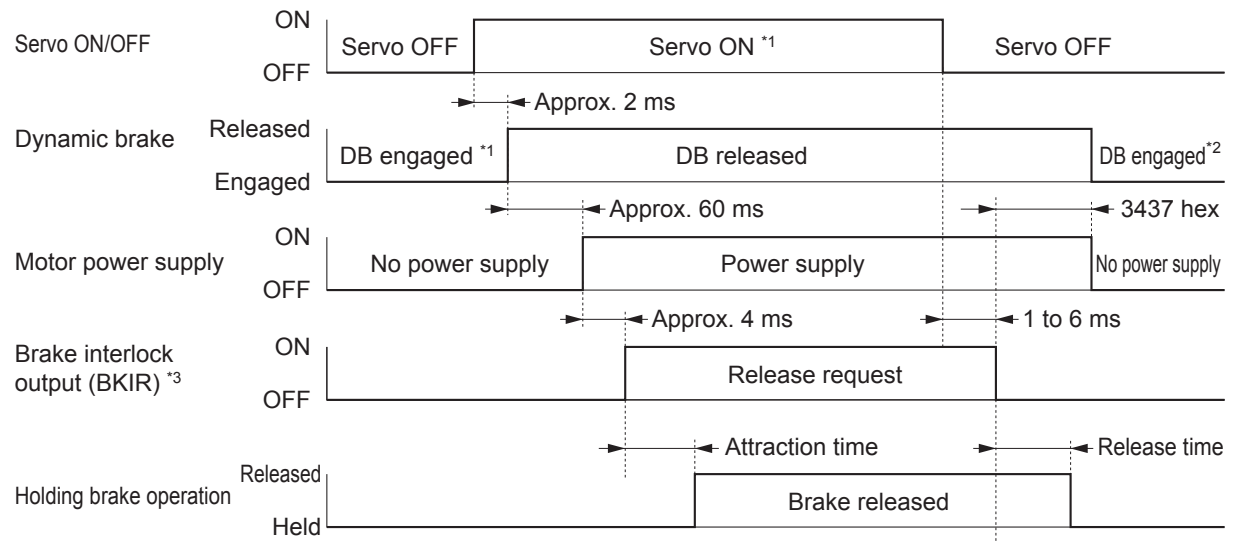 Servo ON/OFF
ON
OFF
Servo OFF
Servo ON *1
Servo OFF
Approx. 2 ms
Dynamic brake
Released
Engaged
DB engaged *1
DB released
DB engaged*2
Approx. 60 ms
3437 hex
Motor power supply
ON
OFF
No power supply
Power supply
No power supply
Approx. 4 ms
1 to 6 ms
Brake interlock
output (BKIR) *3
ON
OFF
Release request
Attraction time
Release time
Holding brake operation
Released
Held
Brake released